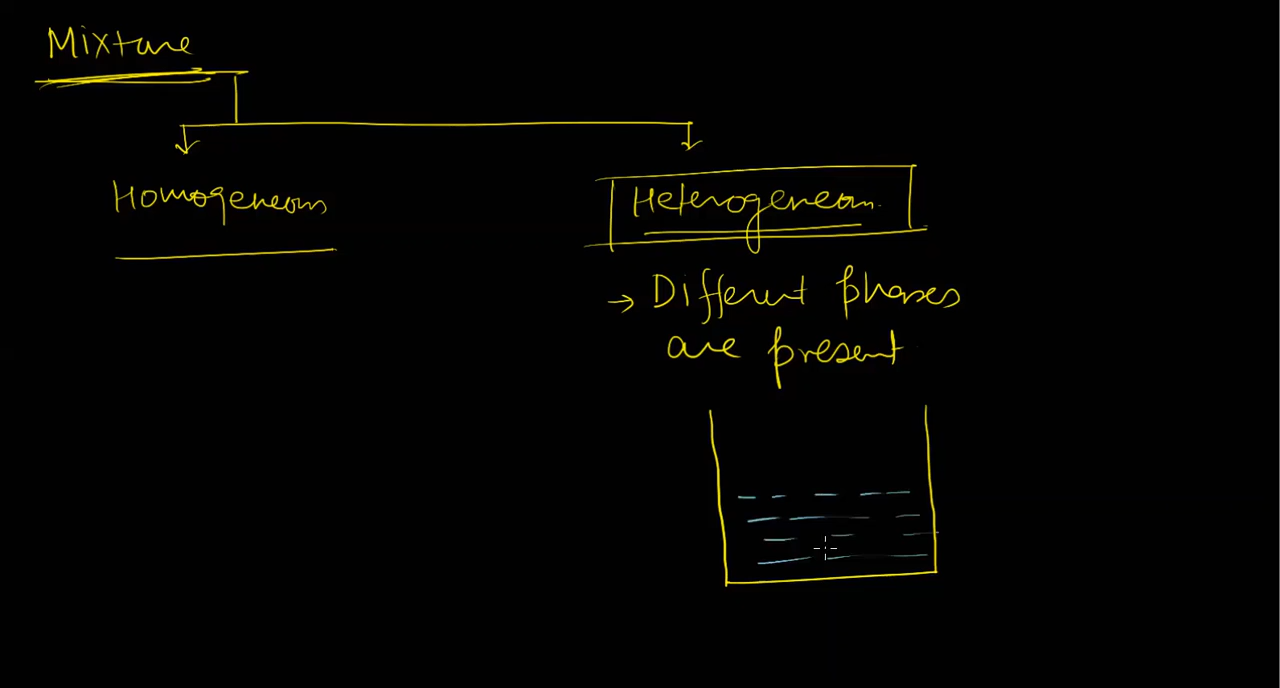 Mixture
Homogeneous
Heterogeneous
→ Different phases
are present